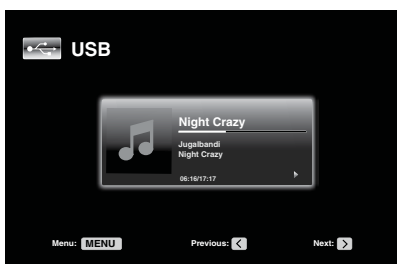 USB
Night Crazy
Jugalbandi
Night Crazy
06:16/17:17
Menu: MENU Previous: Next: